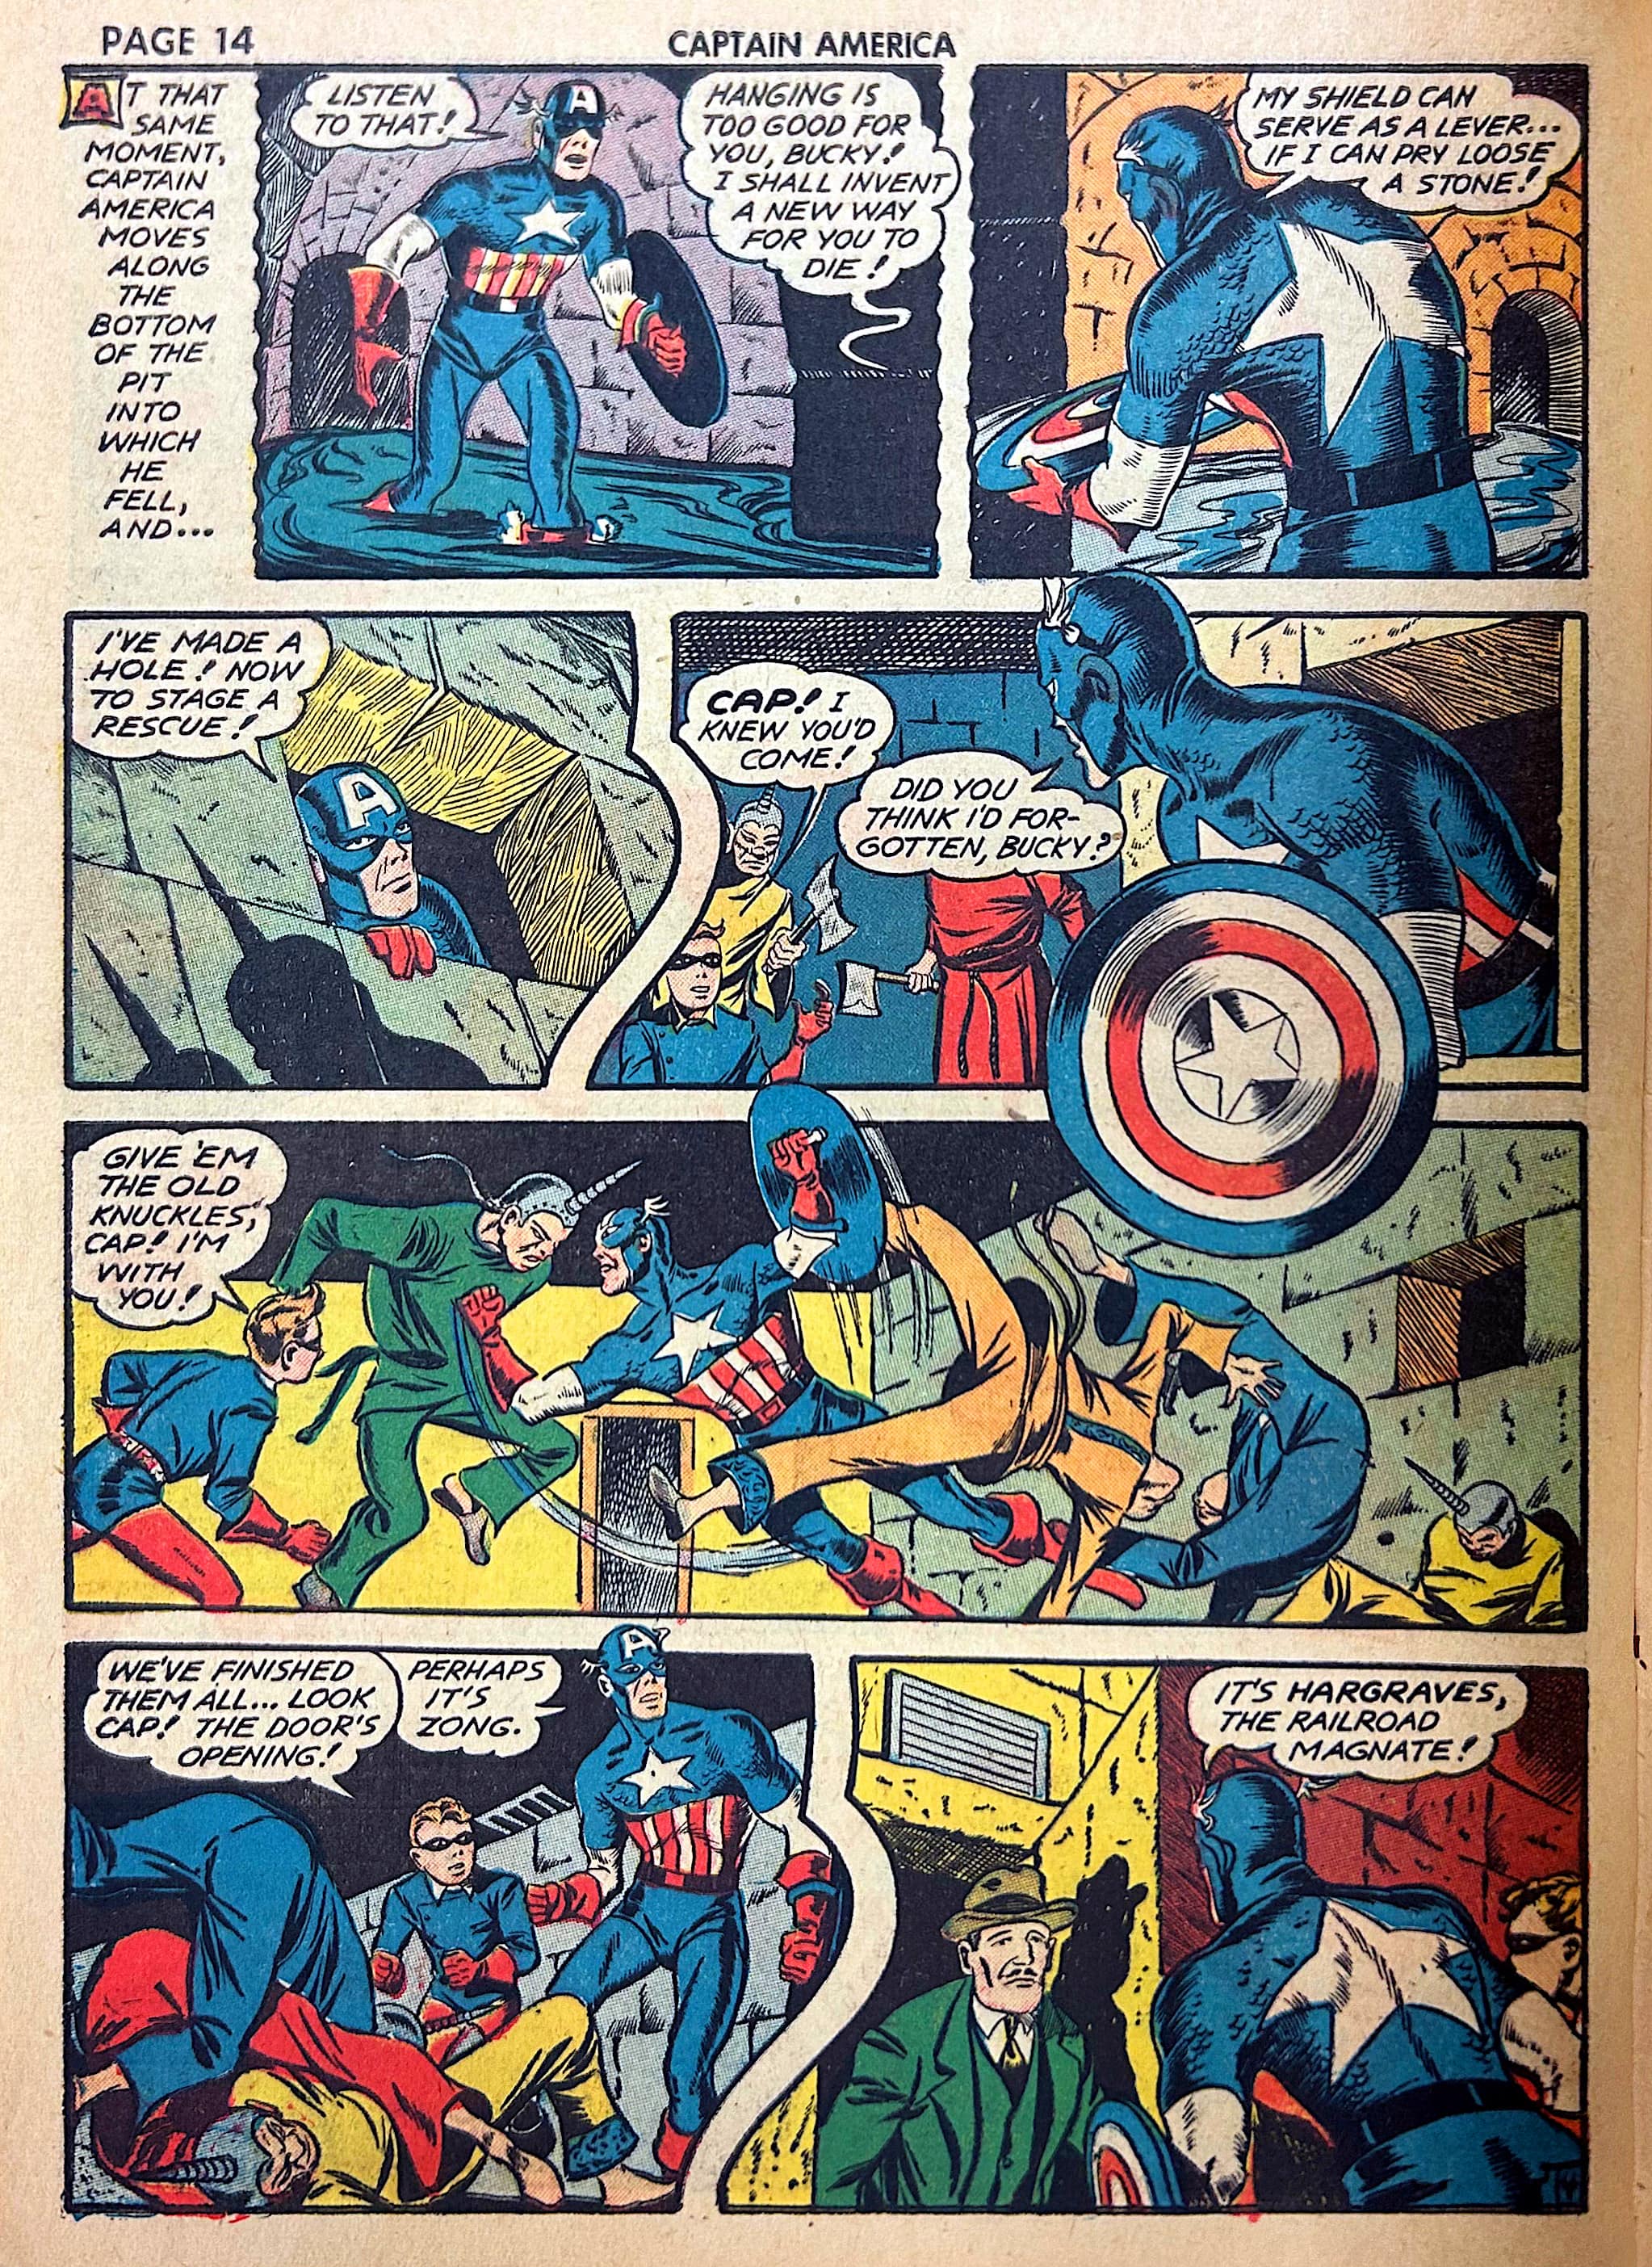 PAGE 14
CAPTAIN AMERICA
AT THAT
SAME
MOMENT,
CAPTAIN
AMERICA
MOVES
ALONG
THE
BOTTOM
OF THE
PIT
INTO
WHICH
HE
FELL,
AND...
LISTEN
TO THAT!
A
HANGING IS
TOO GOOD FOR
YOU, BUCKY!
I SHALL INVENT
A NEW WAY
FOR YOU TO
DIE!
MY SHIELD CAN
SERVE AS A LEVER...
IF I CAN PRY LOOSE
A STONE!
I'VE MADE A
HOLE! NOW
TO STAGE A
RESCUE!
A
CAP! I
KNEW YOU'D
COME!
DID YOU
THINK I'D FOR-
GOTTEN, BUCKY?
GIVE 'EM
THE OLD
KNUCKLES,
CAP! I'M
WITH
YOU!
WE'VE FINISHED
THEM ALL... LOOK
CAP! THE DOOR'S
OPENING!
PERHAPS
IT'S
ZONG.
A
IT'S HARGRAVES,
THE RAILROAD
MAGNATE!